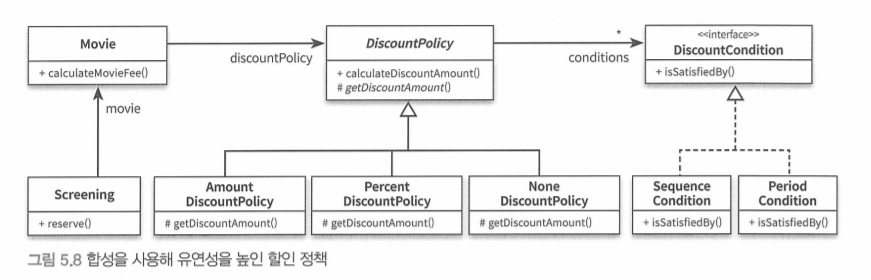 Movie
+ calculateMovieFee()
discountPolicy
DiscountPolicy
+ calculateDiscountAmount()
# getDiscountAmount()
*
conditions
<<interface>>
DiscountCondition
+ isSatisfiedBy()
movie
Screening
+ reserve()
Amount
DiscountPolicy
# getDiscountAmount()
Percent
DiscountPolicy
# getDiscountAmount()
None
DiscountPolicy
# getDiscountAmount()
Sequence
Condition
+ isSatisfiedBy()
Period
Condition
+ isSatisfiedBy()
그림 5.8 합성을 사용해 유연성을 높인 할인 정책